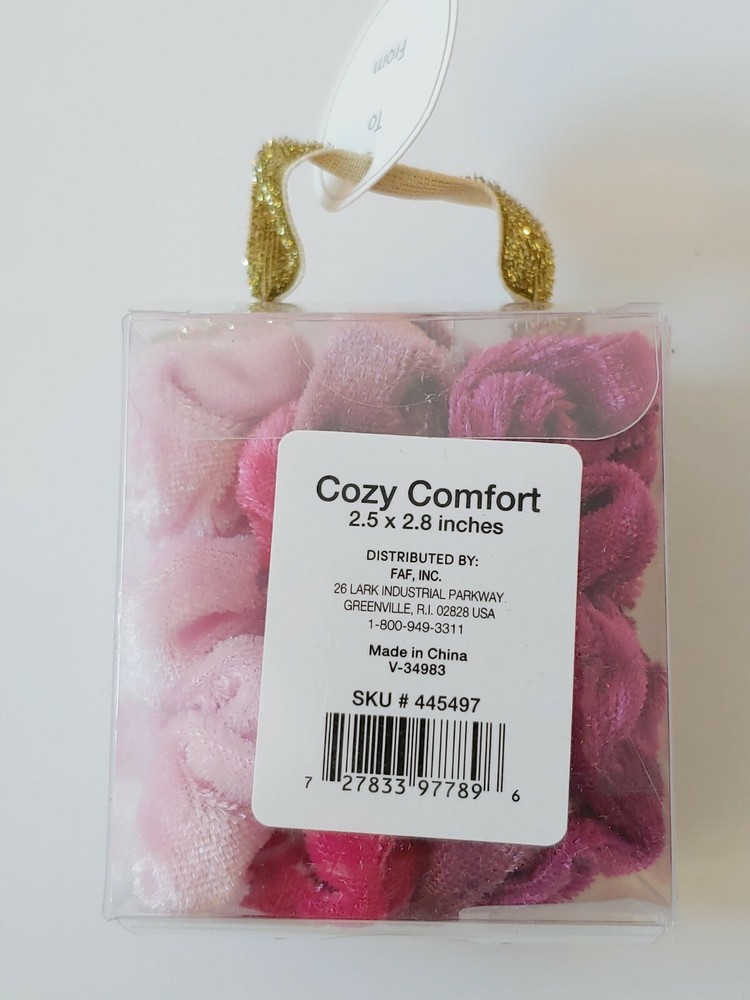 From
To
Cozy Comfort
2.5 x 2.8 inches
DISTRIBUTED BY:
FAF, INC.
26 LARK INDUSTRIAL PARKWAY
GREENVILLE, R.I. 02828 USA
1-800-949-3311
Made in China
V-34983
SKU # 445497
7 27833 97789 6